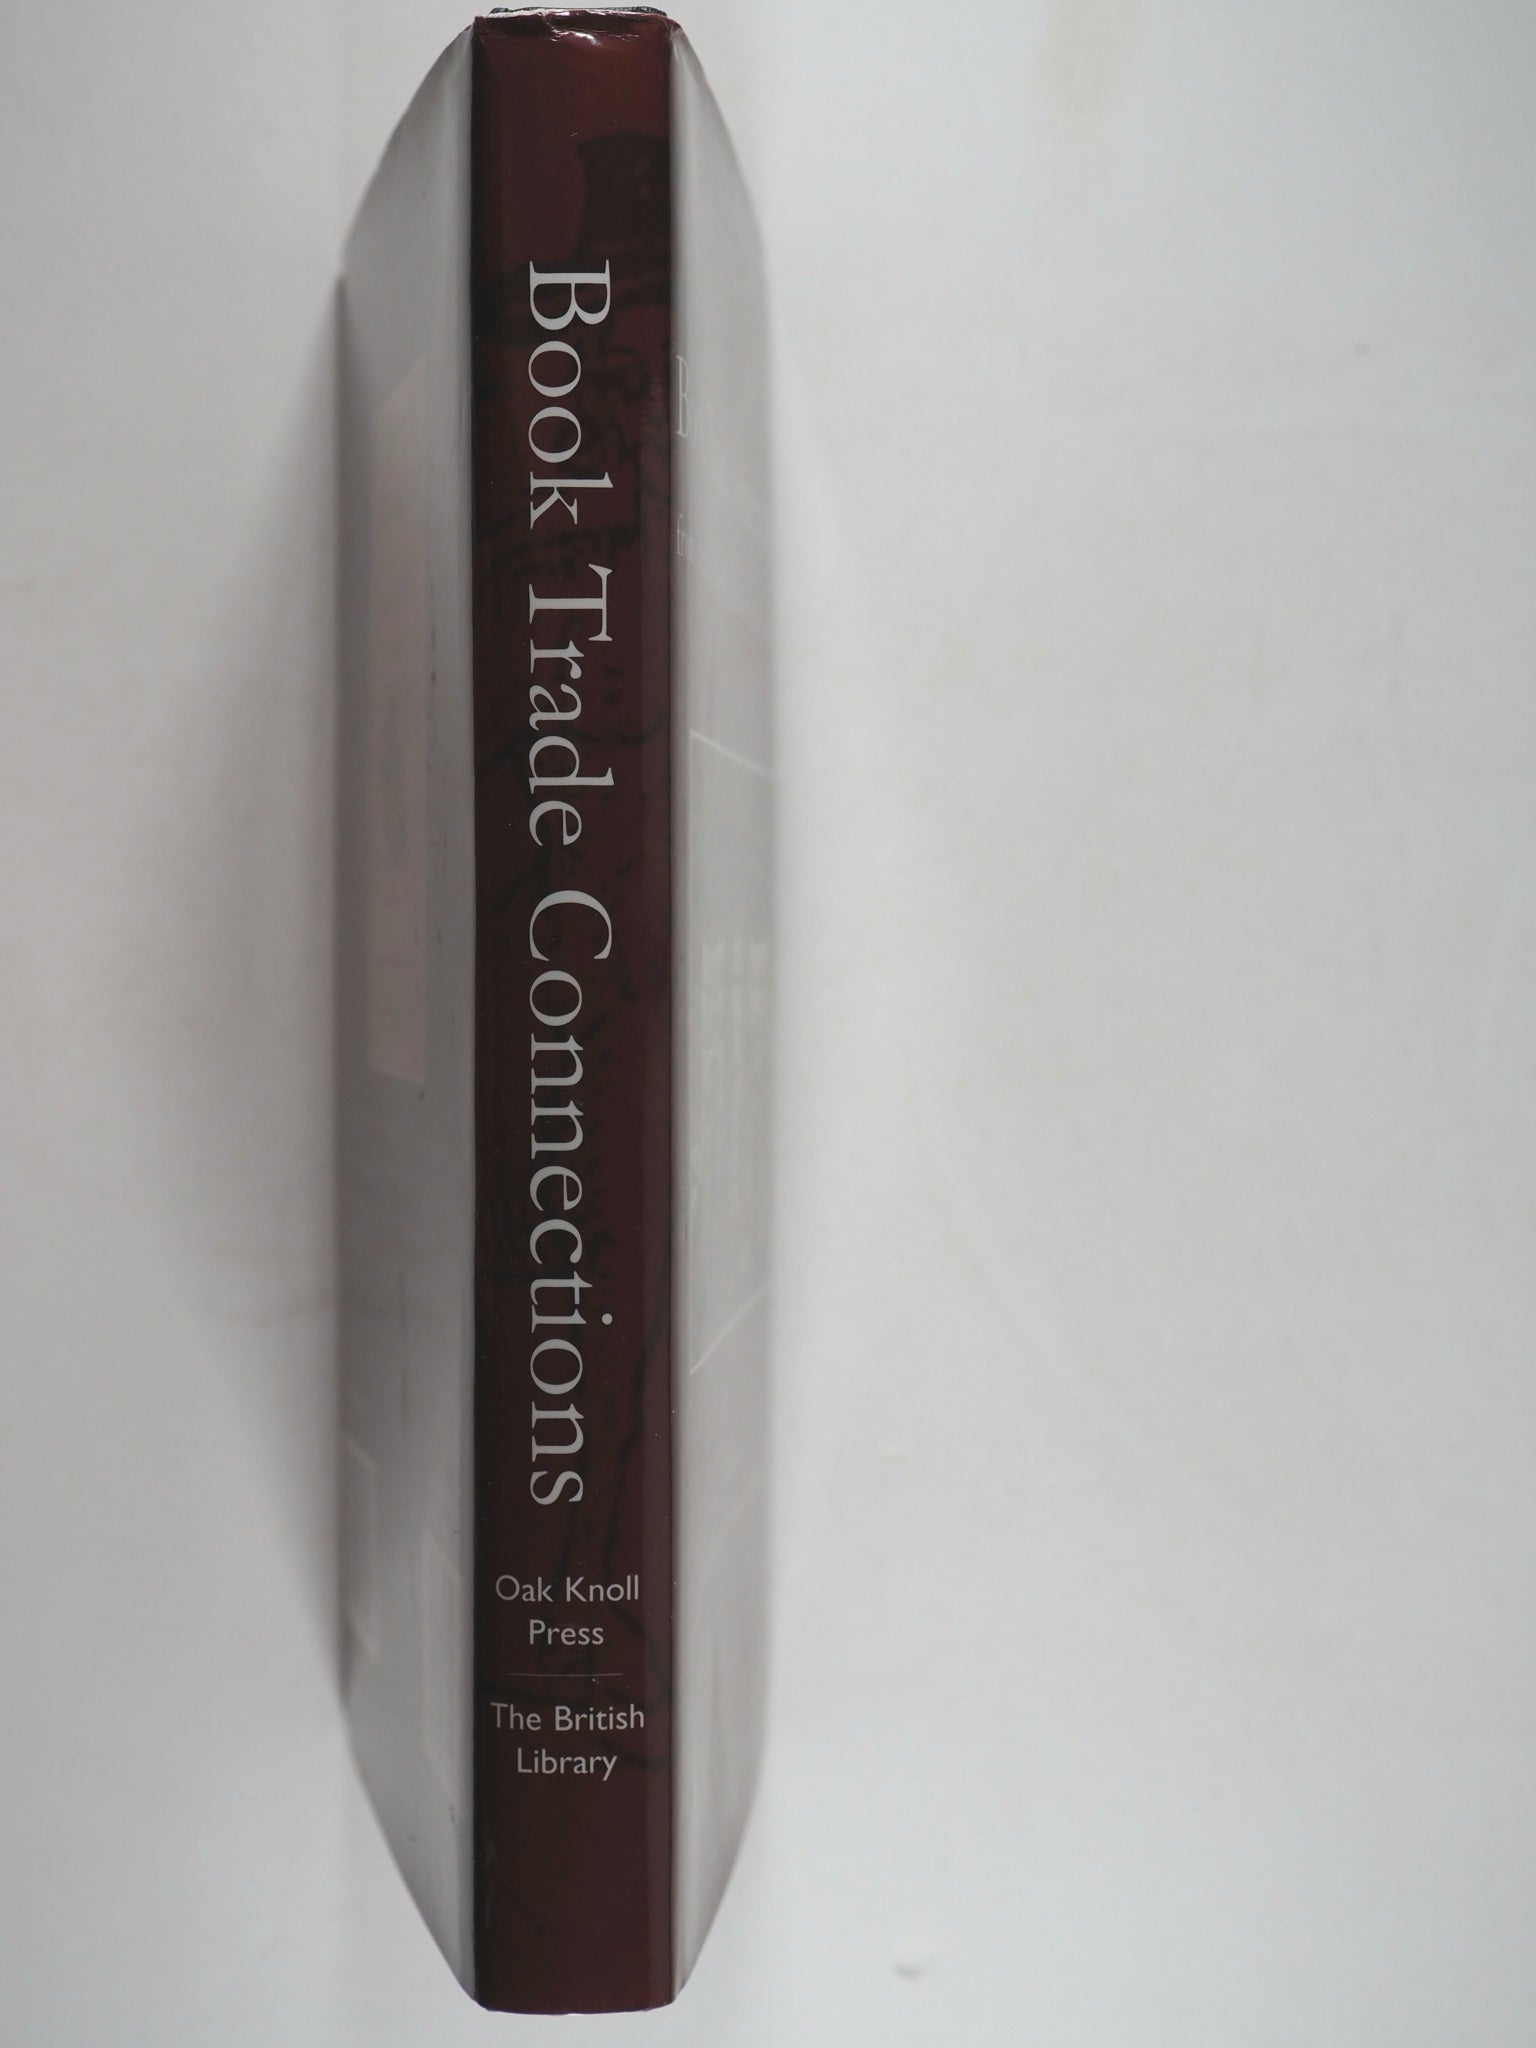 Book Trade Connections
Oak Knoll
Press
The British
Library